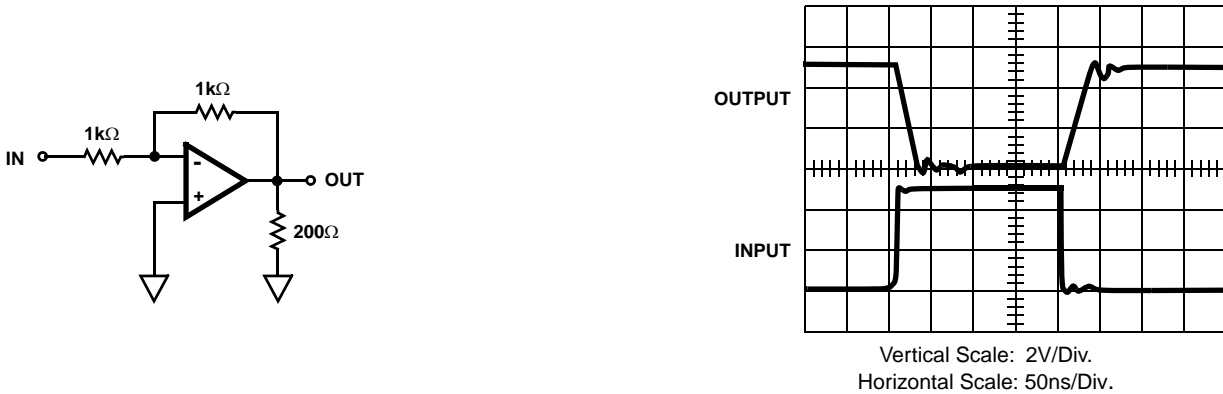 1kΩ
1kΩ
IN
-
+
OUT
200Ω
OUTPUT
INPUT
Vertical Scale: 2V/Div.
Horizontal Scale: 50ns/Div.